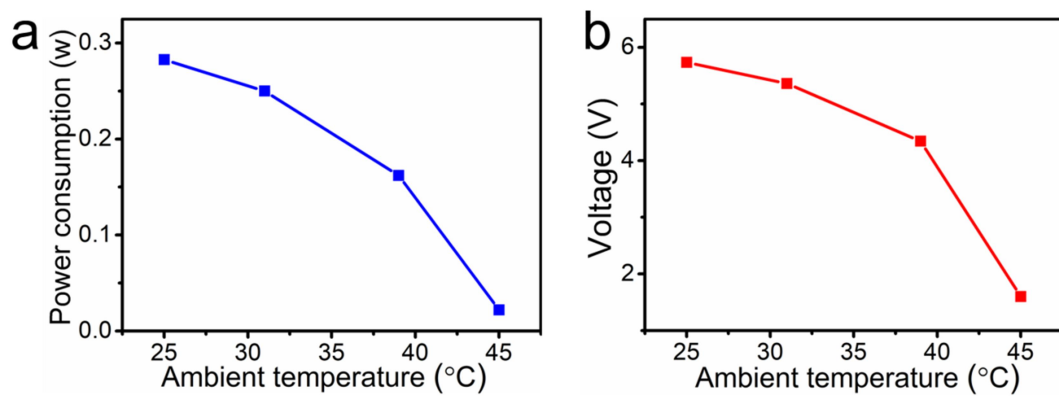 a
Power consumption (w)
0.3
0.2
0.1
0.0
25 30 35 40 45
Ambient temperature (°C)
b
Voltage (V)
6
4
2
25 30 35 40 45
Ambient temperature (°C)